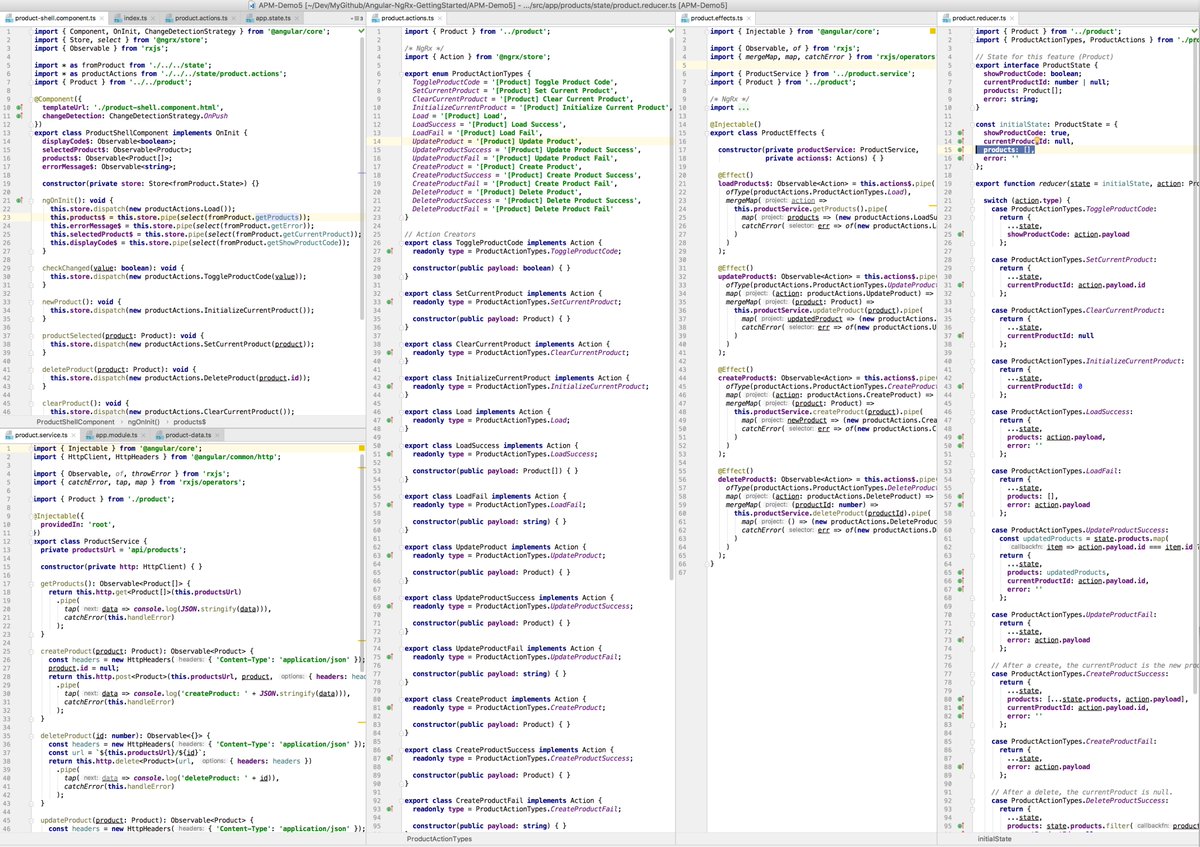 APM-Demo5 [~/Dev/MyGithub/Angular-NgRx-GettingStarted/APM-Demo5] - .../src/app/products/state/product.reducer.ts [APM-Demo5]
product-shell.component.ts
index.ts
product.actions.ts
app.state.ts
import { Component, OnInit, ChangeDetectionStrategy } from '@angular/core';
import { Store, select } from '@ngrx/store';
import { Observable } from 'rxjs';
import * as fromProduct from './../../state';
import * as productActions from './../../state/product.actions';
import { Product } from '../../product';
@Component({
templateUrl: './product-shell.component.html',
changeDetection: ChangeDetectionStrategy.OnPush
})
export class ProductShellComponent implements OnInit {
displayCode$: Observable<boolean>;
selectedProduct$: Observable<Product>;
products$: Observable<Product[]>;
errorMessage$: Observable<string>;
constructor(private store: Store<fromProduct.State>) {}
ngOnInit(): void {
this.store.dispatch(new productActions.Load());
this.products$ = this.store.pipe(select(fromProduct.getProducts));
this.errorMessage$ = this.store.pipe(select(fromProduct.getError));
this.selectedProduct$ = this.store.pipe(select(fromProduct.getCurrentProduct));
this.displayCode$ = this.store.pipe(select(fromProduct.getShowProductCode));
}
checkChanged(value: boolean): void {
this.store.dispatch(new productActions.ToggleProductCode(value));
}
newProduct(): void {
this.store.dispatch(new productActions.InitializeCurrentProduct());
}
productSelected(product: Product): void {
this.store.dispatch(new productActions.SetCurrentProduct(product));
}
deleteProduct(product: Product): void {
this.store.dispatch(new productActions.DeleteProduct(product.id));
}
clearProduct(): void {
this.store.dispatch(new productActions.ClearCurrentProduct());
ProductShellComponent › ngOnInit() › products$
product.service.ts
app.module.ts
product-data.ts
import { Injectable } from '@angular/core';
import { HttpClient, HttpHeaders } from '@angular/common/http';
import { Observable, of, throwError } from 'rxjs';
import { catchError, tap, map } from 'rxjs/operators';
import { Product } from './product';
@Injectable({
providedIn: 'root',
})
export class ProductService {
private productsUrl = 'api/products';
constructor(private http: HttpClient) { }
getProducts(): Observable<Product[]> {
return this.http.get<Product[]>(this.productsUrl)
.pipe(
tap( next: data => console.log(JSON.stringify(data))),
catchError(this.handleError)
);
}
createProduct(product: Product): Observable<Product> {
const headers = new HttpHeaders( headers: { 'Content-Type': 'application/json' });
product.id = null;
return this.http.post<Product>(this.productsUrl, product, options: { headers: hea
.pipe(
tap( next: data => console.log('createProduct: ' + JSON.stringify(data))),
catchError(this.handleError)
);
}
deleteProduct(id: number): Observable<{}> {
const headers = new HttpHeaders( headers: { 'Content-Type': 'application/json' });
const url = `${this.productsUrl}/${id}`;
return this.http.delete<Product>(url, options: { headers: headers })
.pipe(
tap( next: data => console.log('deleteProduct: ' + id)),
catchError(this.handleError)
);
}
updateProduct(product: Product): Observable<Product> {
const headers = new HttpHeaders( headers: { 'Content-Type': 'application/json' });
product.actions.ts
import { Product } from '../product';
/* NgRx */
import { Action } from '@ngrx/store';
export enum ProductActionTypes {
ToggleProductCode = '[Product] Toggle Product Code',
SetCurrentProduct = '[Product] Set Current Product',
ClearCurrentProduct = '[Product] Clear Current Product',
InitializeCurrentProduct = '[Product] Initialize Current Product',
Load = '[Product] Load',
LoadSuccess = '[Product] Load Success',
LoadFail = '[Product] Load Fail',
UpdateProduct = '[Product] Update Product',
UpdateProductSuccess = '[Product] Update Product Success',
UpdateProductFail = '[Product] Update Product Fail',
CreateProduct = '[Product] Create Product',
CreateProductSuccess = '[Product] Create Product Success',
CreateProductFail = '[Product] Create Product Fail',
DeleteProduct = '[Product] Delete Product',
DeleteProductSuccess = '[Product] Delete Product Success',
DeleteProductFail = '[Product] Delete Product Fail'
}
// Action Creators
export class ToggleProductCode implements Action {
readonly type = ProductActionTypes.ToggleProductCode;
constructor(public payload: boolean) { }
}
export class SetCurrentProduct implements Action {
readonly type = ProductActionTypes.SetCurrentProduct;
constructor(public payload: Product) { }
}
export class ClearCurrentProduct implements Action {
readonly type = ProductActionTypes.ClearCurrentProduct;
}
export class InitializeCurrentProduct implements Action {
readonly type = ProductActionTypes.InitializeCurrentProduct;
}
export class Load implements Action {
readonly type = ProductActionTypes.Load;
}
export class LoadSuccess implements Action {
readonly type = ProductActionTypes.LoadSuccess;
constructor(public payload: Product[]) { }
}
export class LoadFail implements Action {
readonly type = ProductActionTypes.LoadFail;
constructor(public payload: string) { }
}
export class UpdateProduct implements Action {
readonly type = ProductActionTypes.UpdateProduct;
constructor(public payload: Product) { }
}
export class UpdateProductSuccess implements Action {
readonly type = ProductActionTypes.UpdateProductSuccess;
constructor(public payload: Product) { }
}
export class UpdateProductFail implements Action {
readonly type = ProductActionTypes.UpdateProductFail;
constructor(public payload: string) { }
}
export class CreateProduct implements Action {
readonly type = ProductActionTypes.CreateProduct;
constructor(public payload: Product) { }
}
export class CreateProductSuccess implements Action {
readonly type = ProductActionTypes.CreateProductSuccess;
constructor(public payload: Product) { }
}
export class CreateProductFail implements Action {
readonly type = ProductActionTypes.CreateProductFail;
constructor(public payload: string) { }
ProductActionTypes
product.effects.ts
import { Injectable } from '@angular/core';
import { Observable, of } from 'rxjs';
import { mergeMap, map, catchError } from 'rxjs/operators
import { ProductService } from '../product.service';
import { Product } from '../product';
/* NgRx */
import ...
@Injectable()
export class ProductEffects {
constructor(private productService: ProductService,
private actions$: Actions) { }
@Effect()
loadProducts$: Observable<Action> = this.actions$.pipe(
ofType(productActions.ProductActionTypes.Load),
mergeMap( project: action =>
this.productService.getProducts().pipe(
map( project: products => (new productActions.LoadSu
catchError( selector: err => of(new productActions.L
)
)
);
@Effect()
updateProduct$: Observable<Action> = this.actions$.pipe
ofType(productActions.ProductActionTypes.UpdateProduc
map( project: (action: productActions.UpdateProduct) =>
mergeMap( project: (product: Product) =>
this.productService.updateProduct(product).pipe(
map( project: updatedProduct => (new productActions.
catchError( selector: err => of(new productActions.U
)
)
);
@Effect()
createProduct$: Observable<Action> = this.actions$.pipe
ofType(productActions.ProductActionTypes.CreateProduc
map( project: (action: productActions.CreateProduct) =>
mergeMap( project: (product: Product) =>
this.productService.createProduct(product).pipe(
map( project: newProduct => (new productActions.Crea
catchError( selector: err => of(new productActions.C
)
)
);
@Effect()
deleteProduct$: Observable<Action> = this.actions$.pipe
ofType(productActions.ProductActionTypes.DeleteProduc
map( project: (action: productActions.DeleteProduct) =>
mergeMap( project: (productId: number) =>
this.productService.deleteProduct(productId).pipe(
map( project: () => (new productActions.DeleteProduc
catchError( selector: err => of(new productActions.D
)
)
);
}
product.reducer.ts
import { Product } from '../product';
import { ProductActionTypes, ProductActions } from './pro
// State for this feature (Product)
export interface ProductState {
showProductCode: boolean;
currentProductId: number | null;
products: Product[];
error: string;
}
const initialState: ProductState = {
showProductCode: true,
currentProductId: null,
products: [],
error: ''
};
export function reducer(state = initialState, action: Pro
switch (action.type) {
case ProductActionTypes.ToggleProductCode:
return {
...state,
showProductCode: action.payload
};
case ProductActionTypes.SetCurrentProduct:
return {
...state,
currentProductId: action.payload.id
};
case ProductActionTypes.ClearCurrentProduct:
return {
...state,
currentProductId: null
};
case ProductActionTypes.InitializeCurrentProduct:
return {
...state,
currentProductId: 0
};
case ProductActionTypes.LoadSuccess:
return {
...state,
products: action.payload,
error: ''
};
case ProductActionTypes.LoadFail:
return {
...state,
products: [],
error: action.payload
};
case ProductActionTypes.UpdateProductSuccess:
const updatedProducts = state.products.map(
callbackfn: item => action.payload.id === item.id ?
return {
...state,
products: updatedProducts,
currentProductId: action.payload.id,
error: ''
};
case ProductActionTypes.UpdateProductFail:
return {
...state,
error: action.payload
};
// After a create, the currentProduct is the new prod
case ProductActionTypes.CreateProductSuccess:
return {
...state,
products: [...state.products, action.payload],
currentProductId: action.payload.id,
error: ''
};
case ProductActionTypes.CreateProductFail:
return {
...state,
error: action.payload
};
// After a delete, the currentProduct is null.
case ProductActionTypes.DeleteProductSuccess:
return {
...state,
products: state.products.filter( callbackfn: product
initialState